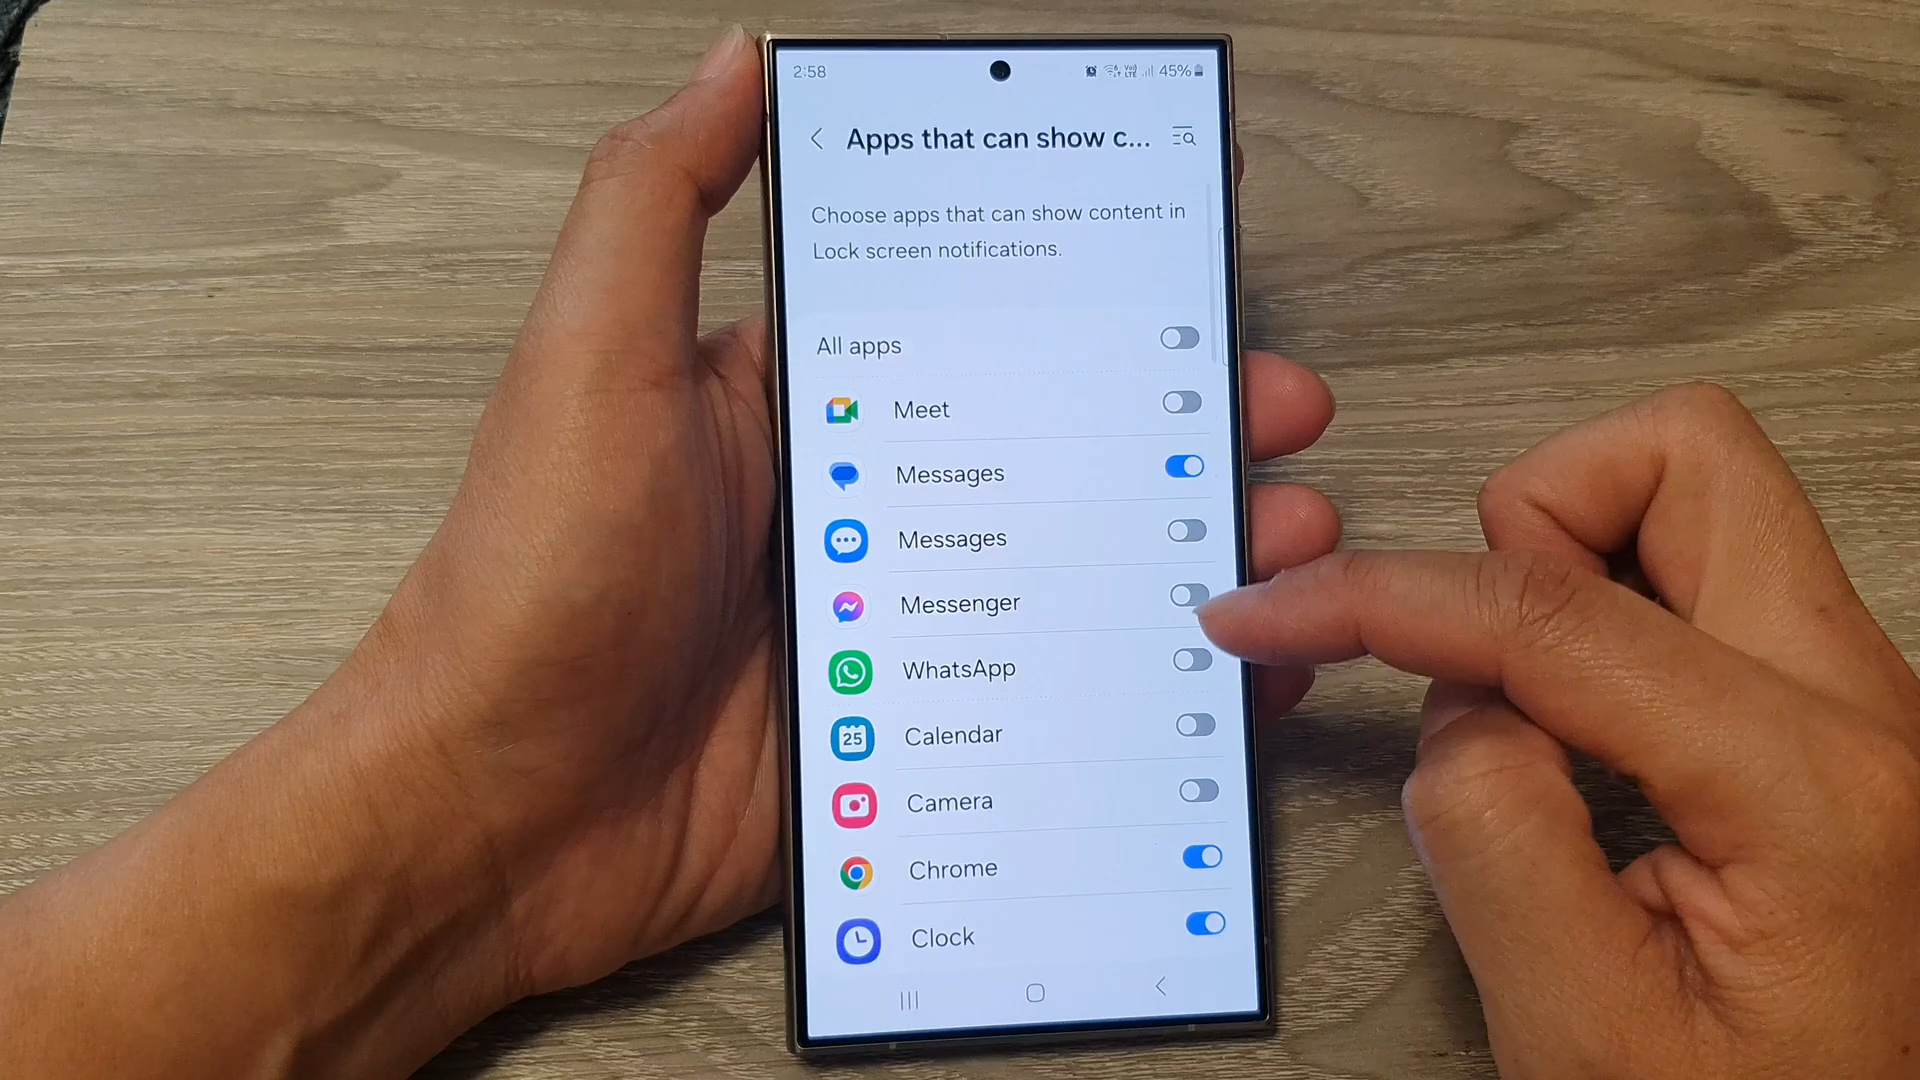 2:58
45%
Apps that can show c...
Choose apps that can show content in
Lock screen notifications.
All apps
Meet
Messages
Messages
Messenger
WhatsApp
25
Calendar
Camera
Chrome
Clock